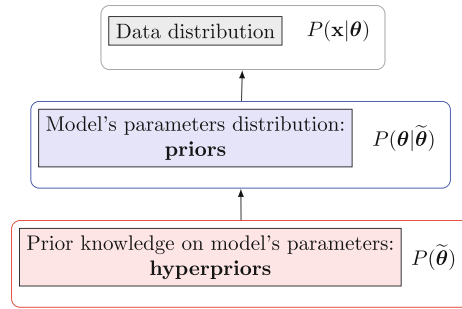 Data distribution P(𝐱|𝜽)
Model's parameters distribution:
priors P(𝜽|𝜽̃)
Prior knowledge on model's parameters:
hyperpriors P(𝜽̃)